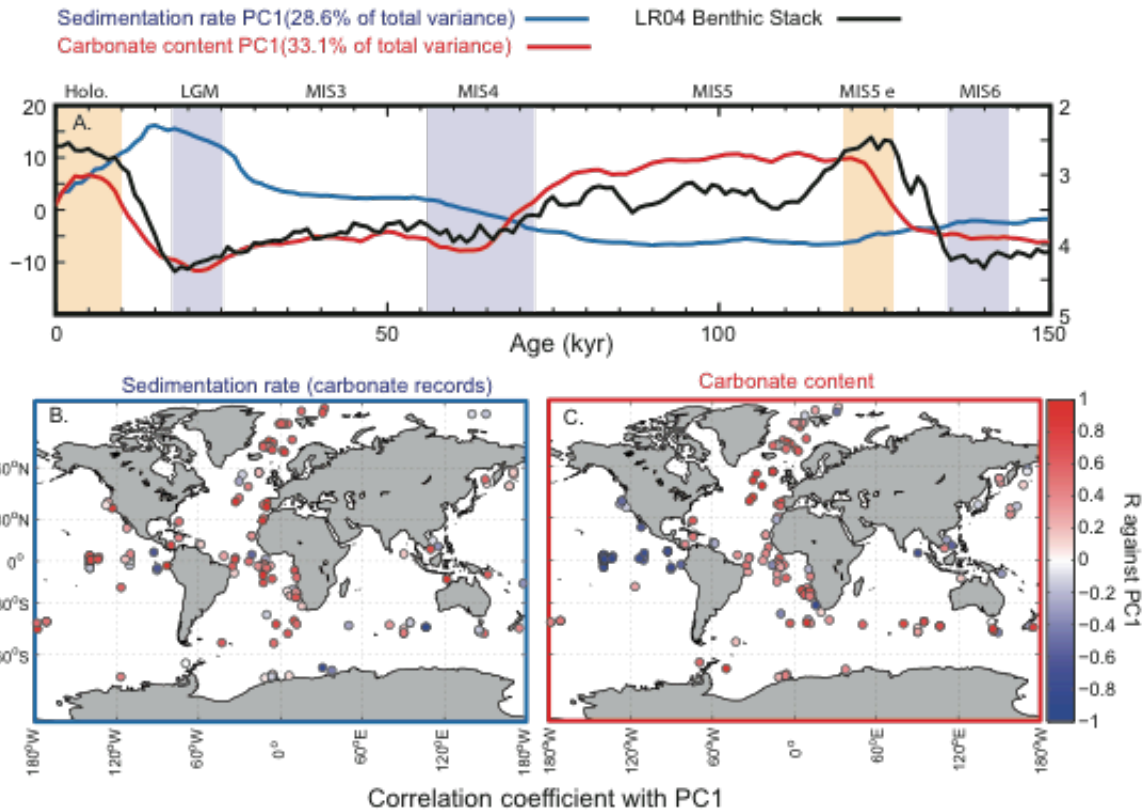 Sedimentation rate PC1(28.6% of total variance) LR04 Benthic Stack
Carbonate content PC1(33.1% of total variance)
Holo. LGM MIS3 MIS4 MIS5 MIS5 e MIS6
A.
20 2
10 3
0
4
−10
5
0 50 100 150
Age (kyr)
Sedimentation rate (carbonate records) Carbonate content
B. C.
1
0.8
0.6
0.4
0.2
0
−0.2
−0.4
−0.6
−0.8
−1
R against PC1
0°
180°W 120°W 60°W 0° 60°E 120°E 180°W 180°W 120°W 60°W 0° 60°E 120°E 180°W
Correlation coefficient with PC1